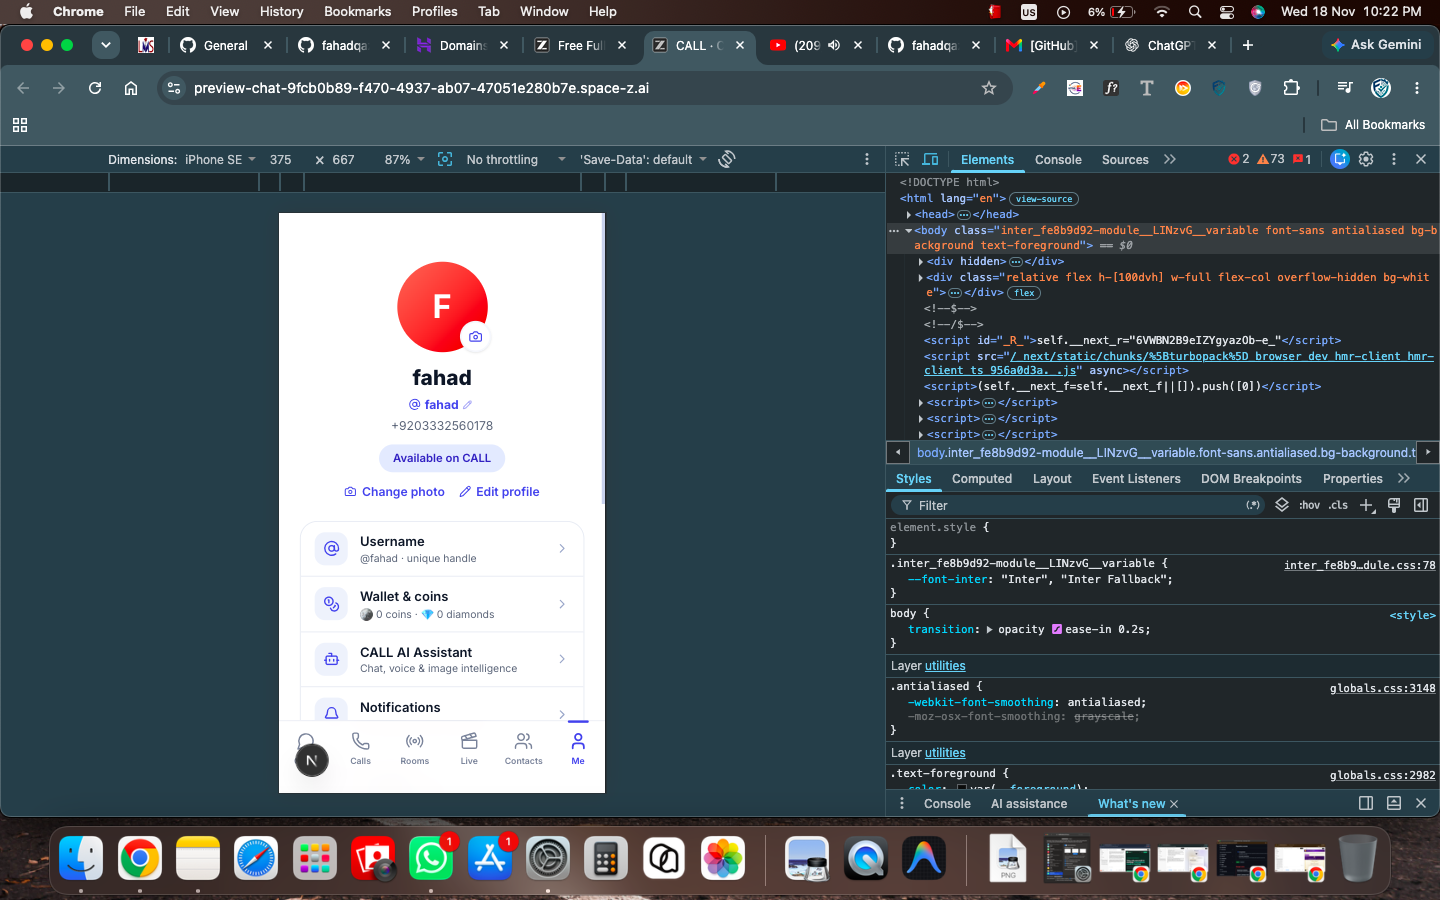 Chrome File Edit View History Bookmarks Profiles Tab Window Help US 6% Wed 18 Nov 10:22 PM
General fahadqa Domain Free Ful CALL · C (209 fahadqa [GitHub] ChatGPT Ask Gemini
preview-chat-9fcb0b89-f470-4937-ab07-47051e280b7e.space-z.ai
All Bookmarks
Dimensions: iPhone SE 375 × 667 87% No throttling 'Save-Data': default
F
fahad
@ fahad
+9203332560178
Available on CALL
Change photo Edit profile
Username
@fahad · unique handle
Wallet & coins
0 coins · 💎 0 diamonds
CALL AI Assistant
Chat, voice & image intelligence
Notifications
N
Calls Rooms Live Contacts Me
Elements Console Sources 2 73 1
<!DOCTYPE html>
<html lang="en"> view-source
<head> ••• </head>
••• <body class="inter_fe8b9d92-module__LINzvG__variable font-sans antialiased bg-b
ackground text-foreground"> == $0
<div hidden> ••• </div>
<div class="relative flex h-[100dvh] w-full flex-col overflow-hidden bg-whit
e"> ••• </div> flex
<!--$-->
<!--/$-->
<script id="_R_">self.__next_r="6VWBN2B9eIZYgyazOb-e_"</script>
<script src="/_next/static/chunks/%5Bturbopack%5D_browser_dev_hmr-client_hmr-
client_ts_956a0d3a._.js" async></script>
<script>(self.__next_f=self.__next_f||[]).push([0])</script>
<script> ••• </script>
<script> ••• </script>
<script> ••• </script>
body.inter_fe8b9d92-module__LINzvG__variable.font-sans.antialiased.bg-background.t
Styles Computed Layout Event Listeners DOM Breakpoints Properties
Filter (.*) :hov .cls
element.style {
}
.inter_fe8b9d92-module__LINzvG__variable { inter_fe8b9…dule.css:78
--font-inter: "Inter", "Inter Fallback";
}
body { <style>
transition: opacity ease-in 0.2s;
}
Layer utilities
.antialiased { globals.css:3148
-webkit-font-smoothing: antialiased;
-moz-osx-font-smoothing: grayscale;
}
Layer utilities
.text-foreground { globals.css:2982
color: var(--foreground);
Console AI assistance What's new
1
1
PNG